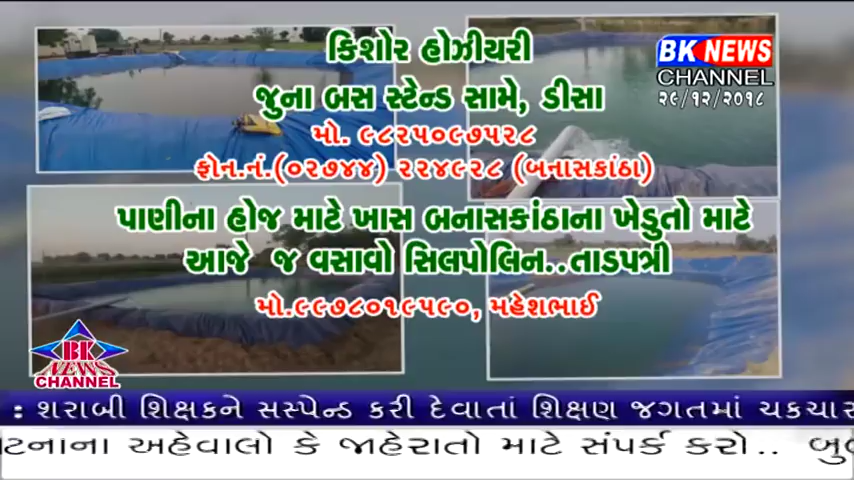 કિશોર હોઝીયરી
BK NEWS
CHANNEL
૨૯/૧૨/૨૦૧૮
જુના બસ સ્ટેન્ડ સામે, ડીસા
મો. ૯૮૨૫૦૯૭૫૨૮
ફોન.નં.(૦૨૭૪૪) ૨૨૪૯૨૮ (બનાસકાંઠા)
પાણીના હોજ માટે ખાસ બનાસકાંઠાના ખેડુતો માટે
આજે જ વસાવો સિલપોલિન..તાડપત્રી
મો.૯૯૭૮૦૧૯૫૯૦, મહેશભાઈ
BK
NEWS
CHANNEL
: શરાબી શિક્ષકને સસ્પેન્ડ કરી દેવાતાં શિક્ષણ જગતમાં ચકચાર
ટનાના અહેવાલો કે જાહેરાતો માટે સંપર્ક કરો..